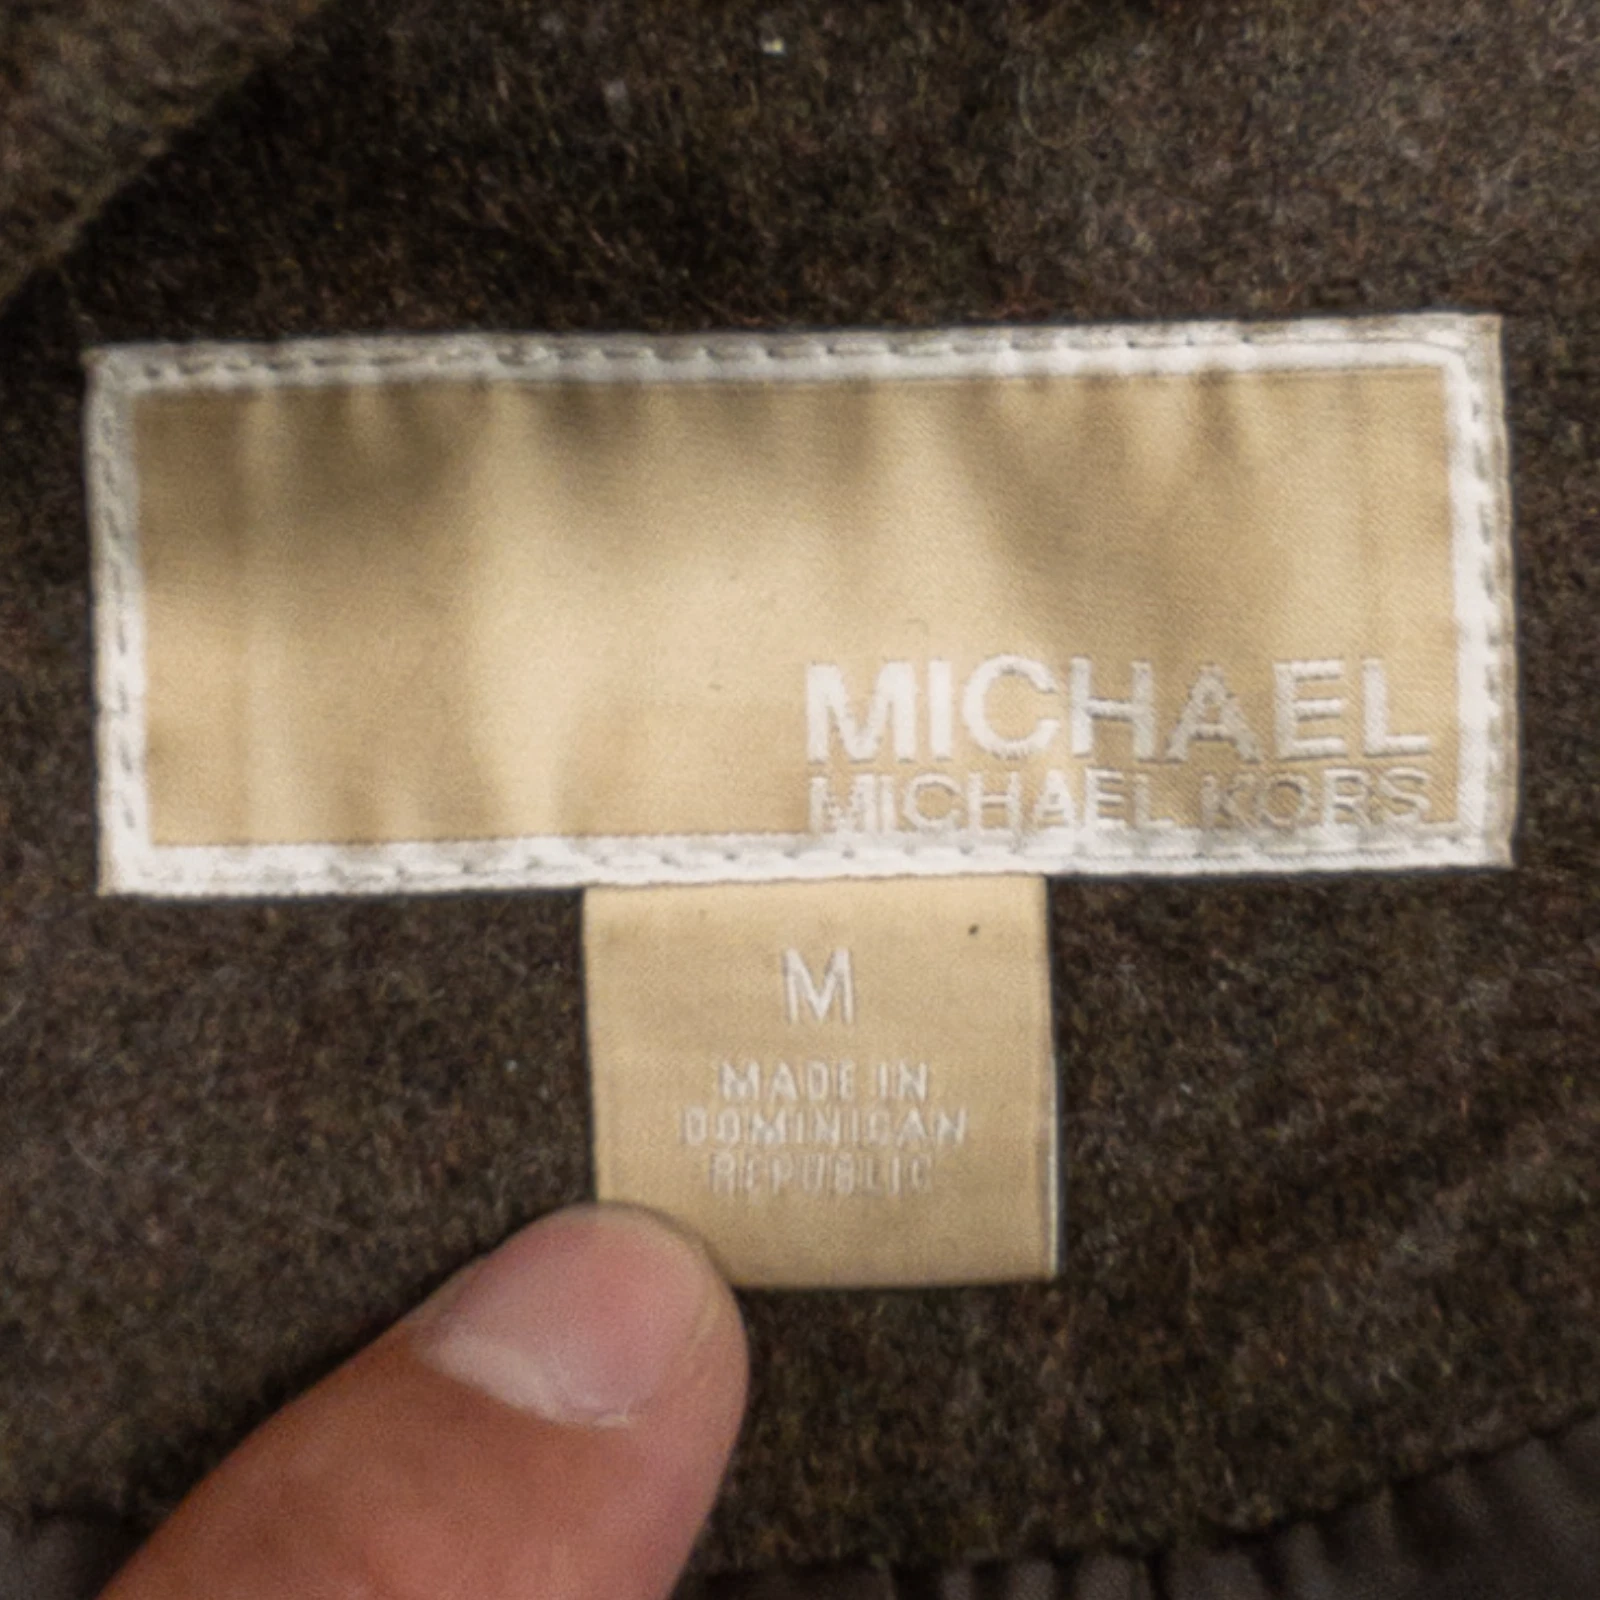 MICHAEL
MICHAEL KORS
M
MADE IN
DOMINICAN
REPUBLIC